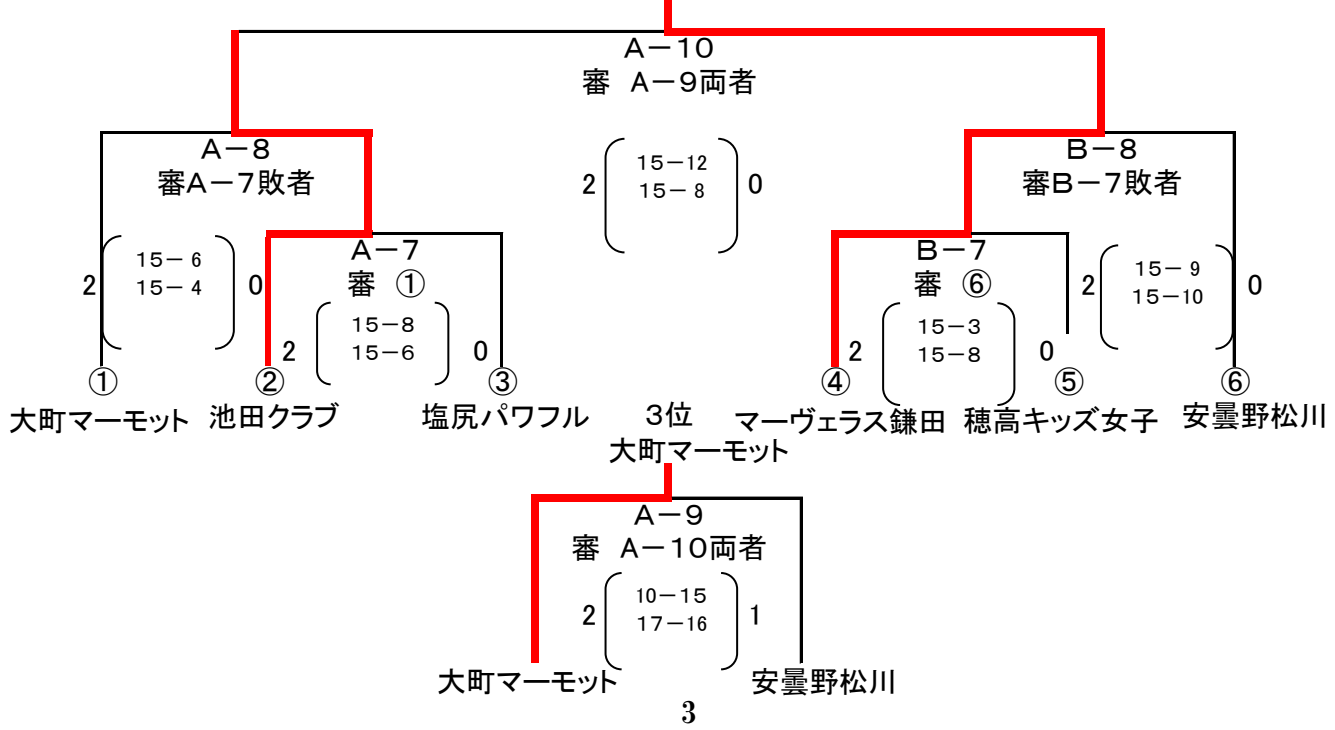 A－10
審　A－9両者
A－8
審A－7敗者
2
15－12
15－ 8
0
B－8
審B－7敗者
2
15－ 6
15－ 4
0
A－7
審　①
2
15－8
15－6
0
B－7
審　⑥
2
15－3
15－8
0
2
15－ 9
15－10
0
①
②
③
④
⑤
⑥
大町マーモット
池田クラブ
塩尻パワフル
3位
マーヴェラス鎌田
穂高キッズ女子
安曇野松川
大町マーモット
A－9
審　A－10両者
2
10－15
17－16
1
大町マーモット
安曇野松川
3